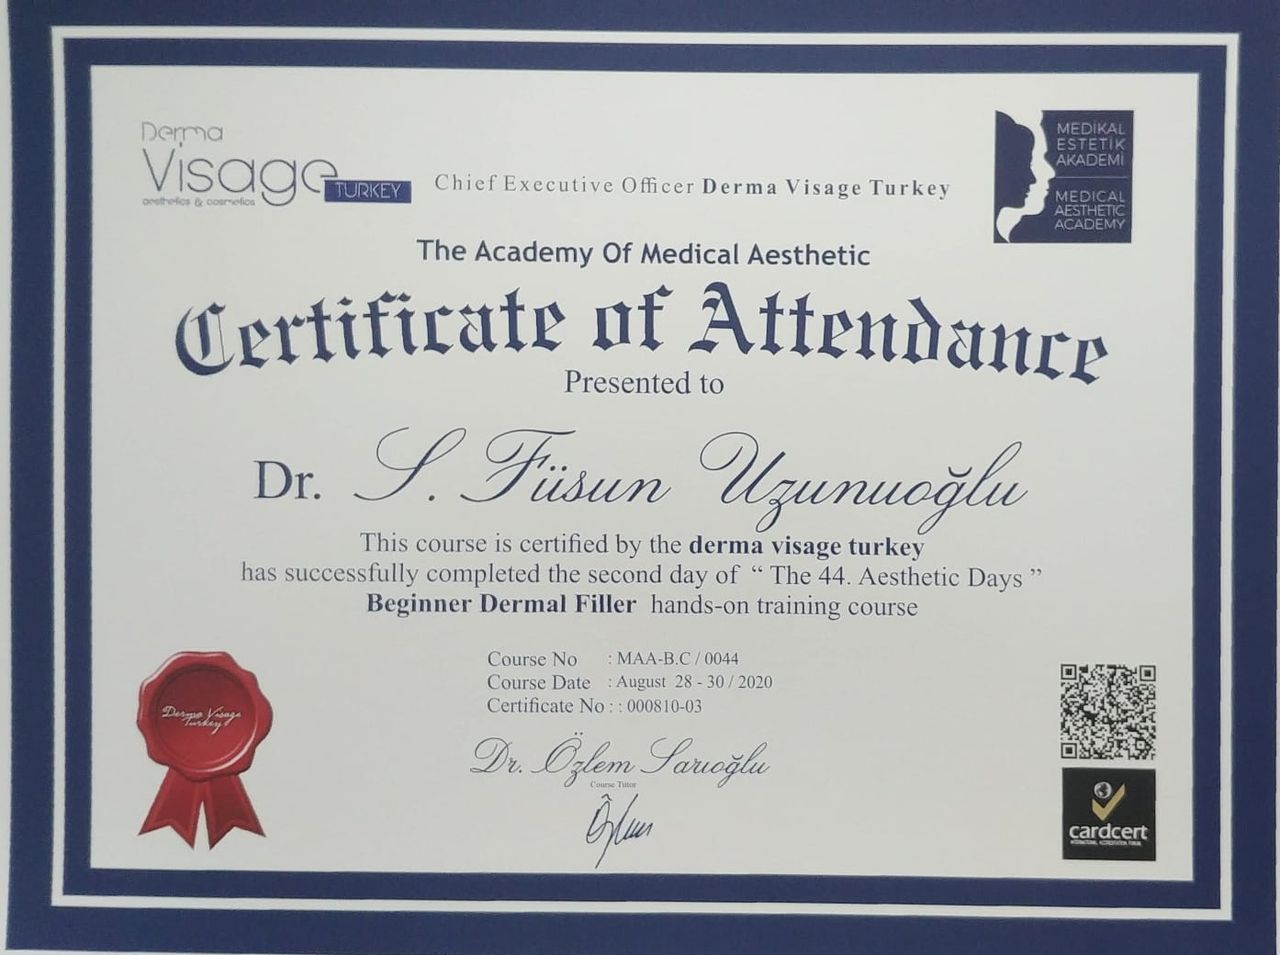 Derma
Visage TURKEY
aesthetics & cosmetics
Chief Executive Officer Derma Visage Turkey
MEDİKAL
ESTETİK
AKADEMİ
MEDICAL
AESTHETIC
ACADEMY
The Academy Of Medical Aesthetic
Certificate of Attendance
Presented to
Dr. S. Füsun Uzunuoğlu
This course is certified by the derma visage turkey
has successfully completed the second day of “ The 44. Aesthetic Days ”
Beginner Dermal Filler hands-on training course
Course No : MAA-B.C / 0044
Course Date : August 28 - 30 / 2020
Certificate No : : 000810-03
Derma Visage
Turkey
Dr. Özlem Sarıoğlu
Course Tutor
cardcert
INTERNATIONAL ACCREDITATION FORUM